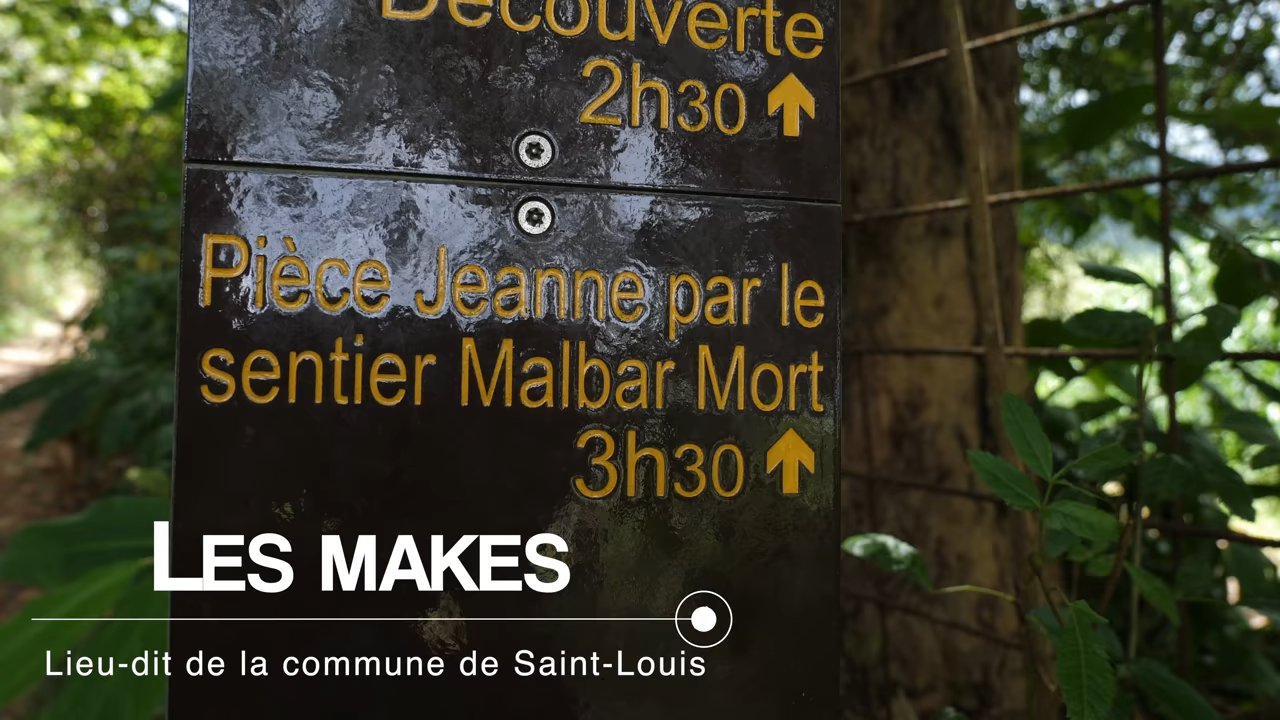 Découverte
2h30
Pièce Jeanne par le
sentier Malbar Mort
3h30
LES MAKES
Lieu-dit de la commune de Saint-Louis